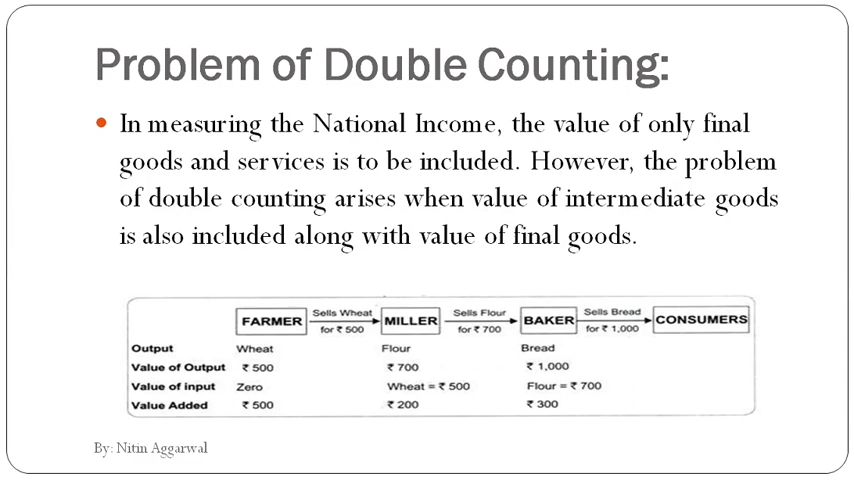 Problem of Double Counting:
• In measuring the National Income, the value of only final
goods and services is to be included. However, the problem
of double counting arises when value of intermediate goods
is also included along with value of final goods.
FARMER Sells Wheat for ₹ 500 MILLER Sells Flour for ₹ 700 BAKER Sells Bread for ₹ 1,000 CONSUMERS
Output Wheat Flour Bread
Value of Output ₹ 500 ₹ 700 ₹ 1,000
Value of input Zero Wheat = ₹ 500 Flour = ₹ 700
Value Added ₹ 500 ₹ 200 ₹ 300
By: Nitin Aggarwal